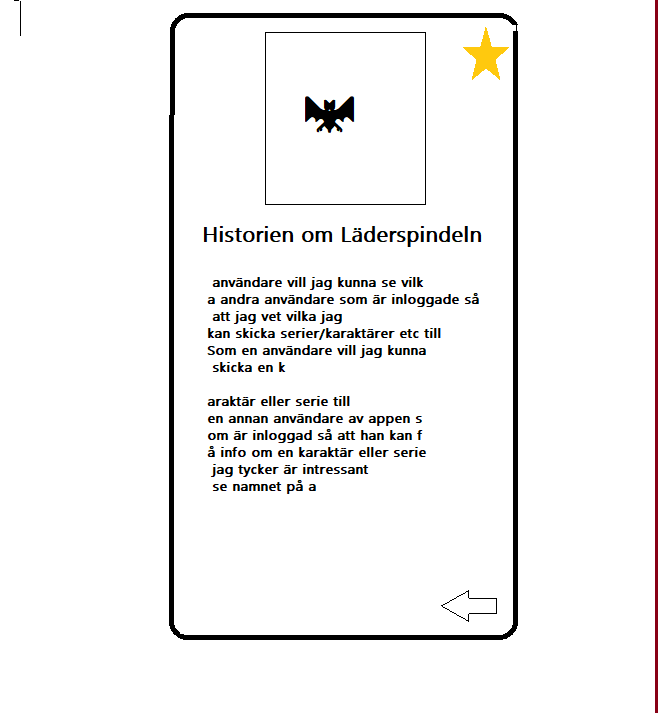 Historien om Läderspindeln
användare vill jag kunna se vilk
a andra användare som är inloggade så
att jag vet vilka jag
kan skicka serier/karaktärer etc till
Som en användare vill jag kunna
skicka en k
araktär eller serie till
en annan användare av appen s
om är inloggad så att han kan f
å info om en karaktär eller serie
jag tycker är intressant
se namnet på a